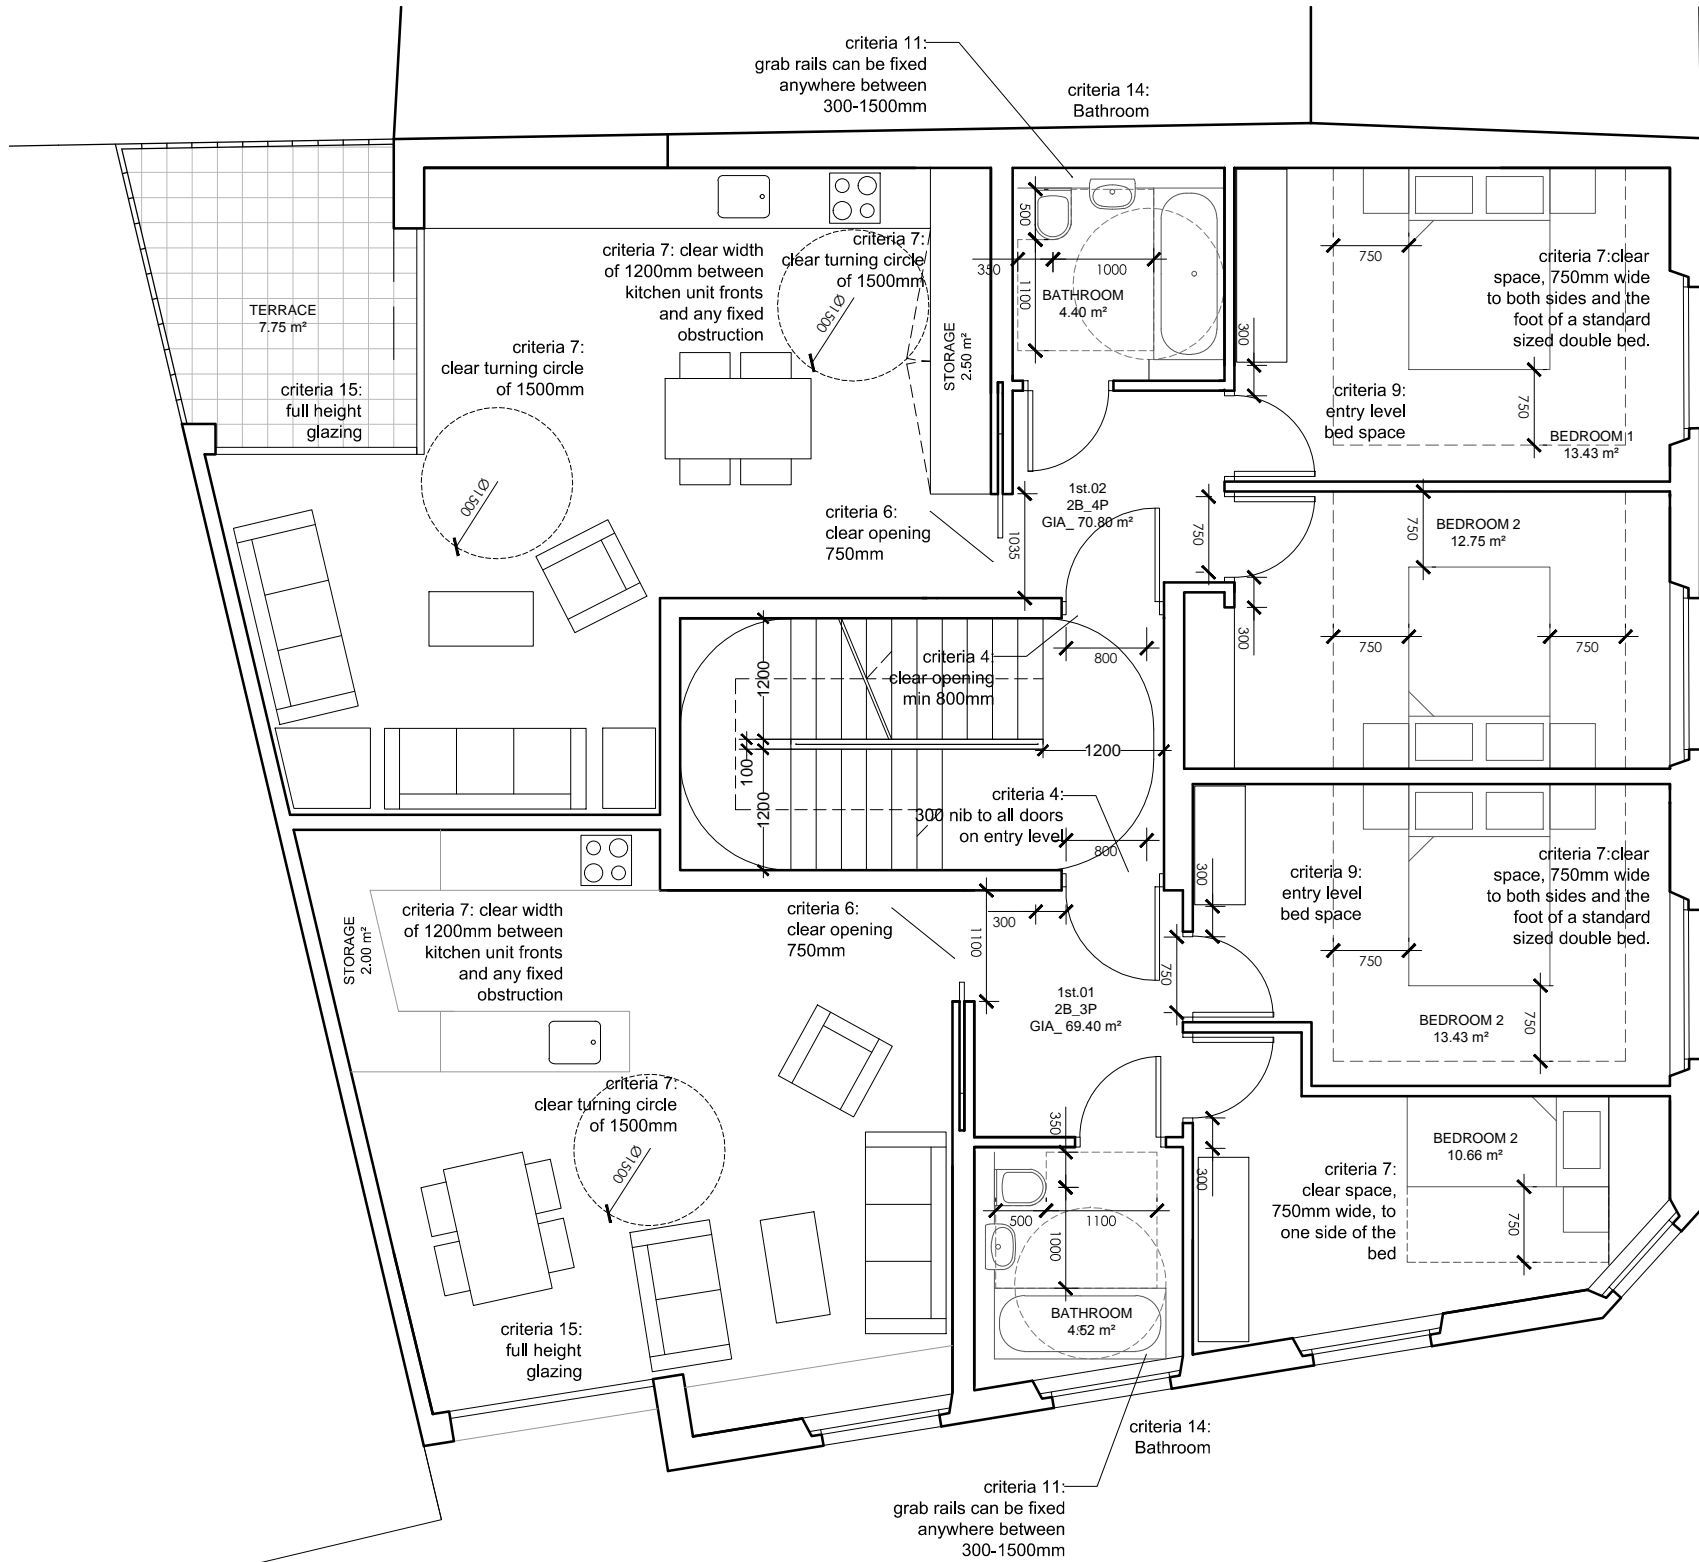 criteria 11:
grab rails can be fixed
anywhere between
300-1500mm
criteria 14:
Bathroom
TERRACE
7.75 m²
criteria 15:
full height
glazing
criteria 7:
clear turning circle
of 1500mm
Ø1500
criteria 7: clear width
of 1200mm between
kitchen unit fronts
and any fixed
obstruction
criteria 7:
clear turning circle
of 1500mm
Ø1500
STORAGE
2.50 m²
500
350
1000
1100
BATHROOM
4.40 m²
750
300
criteria 7:clear
space, 750mm wide
to both sides and the
foot of a standard
sized double bed.
criteria 9:
entry level
bed space
750
BEDROOM 1
13.43 m²
criteria 6:
clear opening
750mm
1035
1st.02
2B_4P
GIA_ 70.80 m²
750
750
BEDROOM 2
12.75 m²
300
750
750
criteria 4:
clear opening
min 800mm
800
1200
100
1200
1200
criteria 4:
300 nib to all doors
on entry level
800
STORAGE
2.00 m²
criteria 7: clear width
of 1200mm between
kitchen unit fronts
and any fixed
obstruction
criteria 6:
clear opening
750mm
1100
300
300
750
1st.01
2B_3P
GIA_ 69.40 m²
criteria 9:
entry level
bed space
criteria 7:clear
space, 750mm wide
to both sides and the
foot of a standard
sized double bed.
750
750
BEDROOM 2
13.43 m²
criteria 7:
clear turning circle
of 1500mm
Ø1500
350
500
1100
1000
BATHROOM
4.52 m²
300
BEDROOM 2
10.66 m²
criteria 7:
clear space,
750mm wide, to
one side of the
bed
750
criteria 15:
full height
glazing
criteria 14:
Bathroom
criteria 11:
grab rails can be fixed
anywhere between
300-1500mm